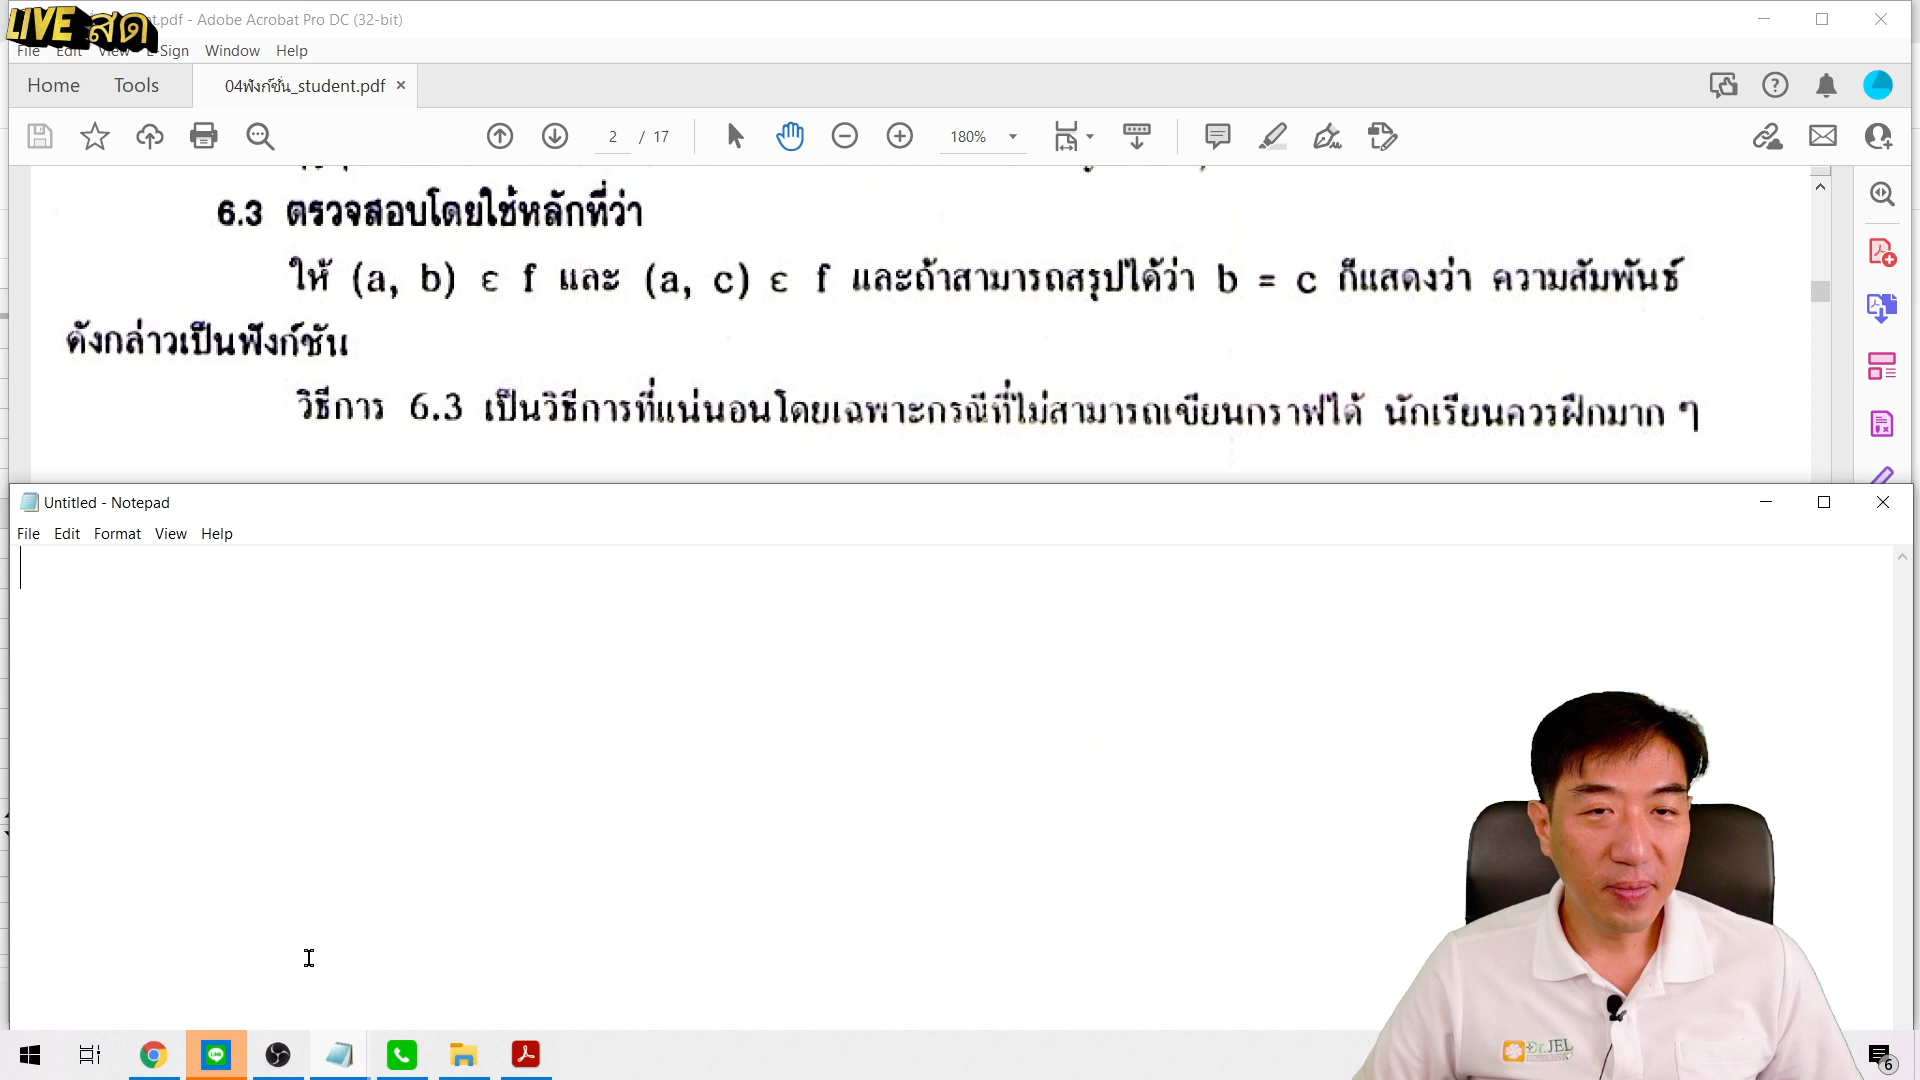 LIVE สด
t.pdf - Adobe Acrobat Pro DC (32-bit)
File Edit View E-Sign Window Help
Home Tools 04ฟังก์ชั่น_student.pdf ×
2 / 17 180%
6.3 ตรวจสอบโดยใช้หลักที่ว่า
ให้ (a, b) ε f และ (a, c) ε f และถ้าสามารถสรุปได้ว่า b = c ก็แสดงว่า ความสัมพันธ์
ดังกล่าวเป็นฟังก์ชัน
วิธีการ 6.3 เป็นวิธีการที่แน่นอนโดยเฉพาะกรณีที่ไม่สามารถเขียนกราฟได้ นักเรียนควรฝึกมาก ๆ
Untitled - Notepad
File Edit Format View Help
Dr.JEL
6